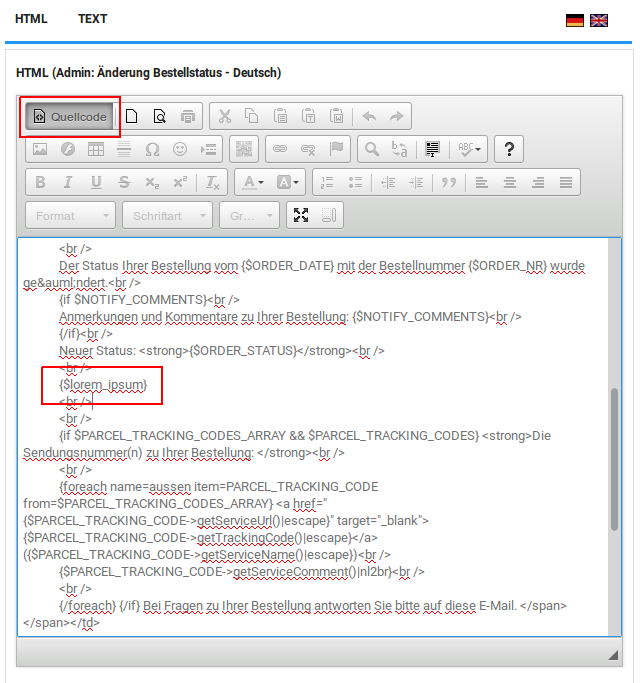 HTML TEXT
HTML (Admin: Änderung Bestellstatus - Deutsch)
Quellcode
Format Schriftart Gr...
<br />
Der Status Ihrer Bestellung vom {$ORDER_DATE} mit der Bestellnummer {$ORDER_NR} wurde
ge&auml;ndert.<br />
{if $NOTIFY_COMMENTS}<br />
Anmerkungen und Kommentare zu Ihrer Bestellung: {$NOTIFY_COMMENTS}<br />
{/if}<br />
Neuer Status: <strong>{$ORDER_STATUS}</strong><br />
<br />
{$lorem_ipsum}
<br />
<br />
{if $PARCEL_TRACKING_CODES_ARRAY && $PARCEL_TRACKING_CODES} <strong>Die
Sendungsnummer(n) zu Ihrer Bestellung: </strong><br />
<br />
{foreach name=aussen item=PARCEL_TRACKING_CODE
from=$PARCEL_TRACKING_CODES_ARRAY} <a href="
{$PARCEL_TRACKING_CODE->getServiceUrl()|escape}" target="_blank">
{$PARCEL_TRACKING_CODE->getTrackingCode()|escape}</a>
({$PARCEL_TRACKING_CODE->getServiceName()|escape})<br />
{$PARCEL_TRACKING_CODE->getServiceComment()|nl2br}<br />
<br />
{/foreach} {/if} Bei Fragen zu Ihrer Bestellung antworten Sie bitte auf diese E-Mail. </span>
</span></td>